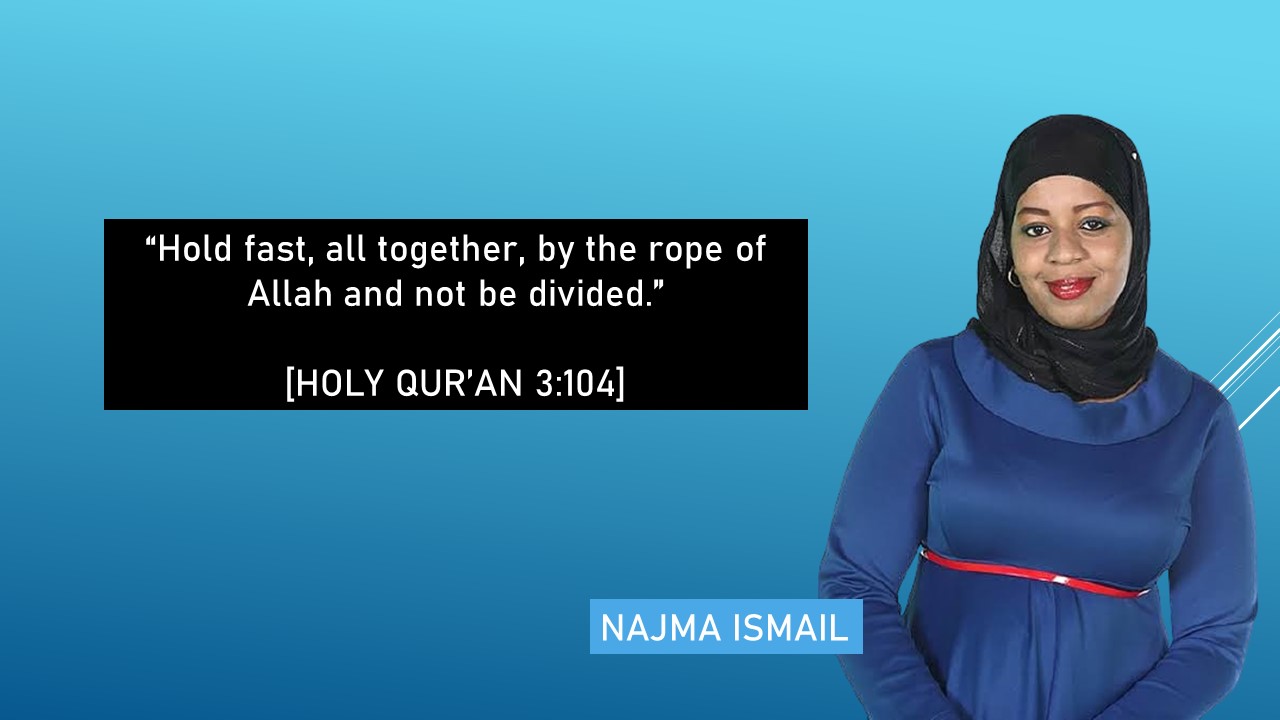 “Hold fast, all together, by the rope of
Allah and not be divided.”
[HOLY QUR’AN 3:104]
NAJMA ISMAIL